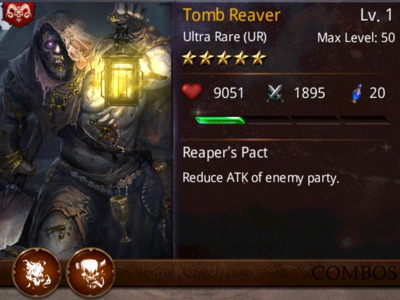 Tomb Reaver Lv. 1
Ultra Rare (UR) Max Level: 50
9051 1895 20
Reaper's Pact
Reduce ATK of enemy party.
COMBOS